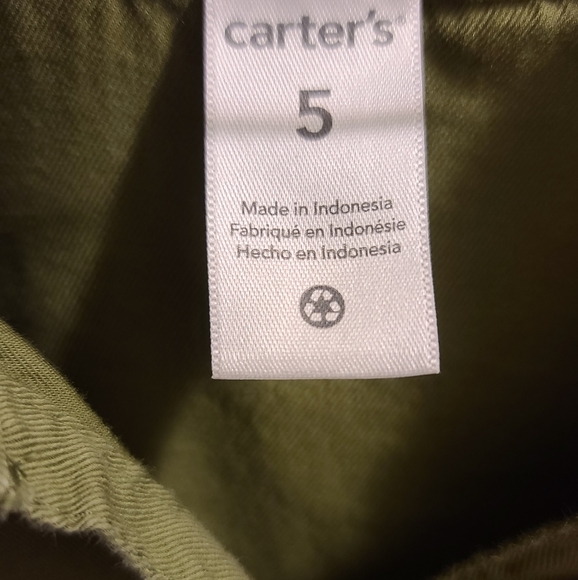 carter's®
5
Made in Indonesia
Fabriqué en Indonésie
Hecho en Indonesia